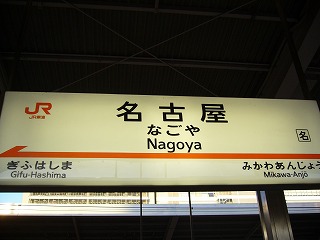 JR
JR東海
名古屋
なごや
Nagoya
名
ぎふはしま
Gifu-Hashima
みかわあんじょう
Mikawa-Anjō